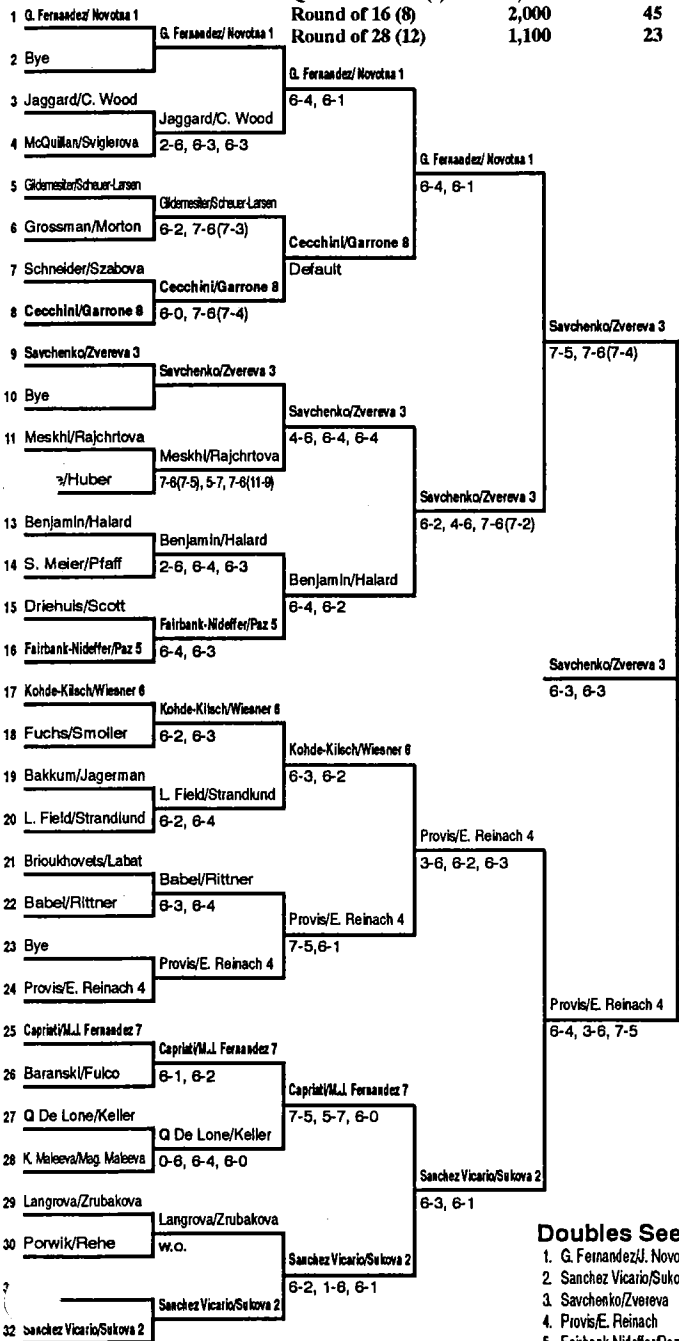 Round of 16 (8) 2,000 45
Round of 28 (12) 1,100 23
1 G. Fernandez/ Novotna 1
2 Bye
3 Jaggard/C. Wood
4 McQuillan/Sviglerova
5 Gildemeister/Scheuer-Larsen
6 Grossman/Morton
7 Schneider/Szabova
8 Cecchini/Garrone 8
9 Savchenko/Zvereva 3
10 Bye
11 Meskhi/Rajchrtova
/Huber
13 Benjamin/Halard
14 S. Meier/Pfaff
15 Driehuis/Scott
16 Fairbank-Nideffer/Paz 5
17 Kohde-Kilsch/Wiesner 6
18 Fuchs/Smoller
19 Bakkum/Jagerman
20 L. Field/Strandlund
21 Brioukhovets/Labat
22 Babel/Rittner
23 Bye
24 Provis/E. Reinach 4
25 Capriati/M.J. Fernandez 7
26 Baranski/Fulco
27 Q De Lone/Keller
28 K. Maleeva/Mag. Maleeva
29 Langrova/Zrubakova
30 Porwik/Rehe
32 Sanchez Vicario/Sukova 2
G. Fernandez/ Novotna 1
Jaggard/C. Wood
2-6, 6-3, 6-3
Gildemeister/Scheuer-Larsen
6-2, 7-6(7-3)
Cecchini/Garrone 8
6-0, 7-6(7-4)
Savchenko/Zvereva 3
Meskhi/Rajchrtova
7-6(7-5), 5-7, 7-6(11-9)
Benjamin/Halard
2-6, 6-4, 6-3
Fairbank-Nideffer/Paz 5
6-4, 6-3
Kohde-Kilsch/Wiesner 6
6-2, 6-3
L. Field/Strandlund
6-2, 6-4
Babel/Rittner
6-3, 6-4
Provis/E. Reinach 4
Capriati/M.J. Fernandez 7
6-1, 6-2
Q De Lone/Keller
0-6, 6-4, 6-0
Langrova/Zrubakova
w.o.
Sanchez Vicario/Sukova 2
G. Fernandez/ Novotna 1
6-4, 6-1
Cecchini/Garrone 8
Default
Savchenko/Zvereva 3
4-6, 6-4, 6-4
Benjamin/Halard
6-4, 6-2
Kohde-Kilsch/Wiesner 6
6-3, 6-2
Provis/E. Reinach 4
7-5,6-1
Capriati/M.J. Fernandez 7
7-5, 5-7, 6-0
Sanchez Vicario/Sukova 2
6-2, 1-6, 6-1
G. Fernandez/ Novotna 1
6-4, 6-1
Savchenko/Zvereva 3
6-2, 4-6, 7-6(7-2)
Provis/E. Reinach 4
3-6, 6-2, 6-3
Sanchez Vicario/Sukova 2
6-3, 6-1
Savchenko/Zvereva 3
7-5, 7-6(7-4)
Provis/E. Reinach 4
6-4, 3-6, 7-5
Savchenko/Zvereva 3
6-3, 6-3
Doubles See
1. G. Fernandez/J. Novo
2. Sanchez Vicario/Suko
3. Savchenko/Zvereva
4. Provis/E. Reinach